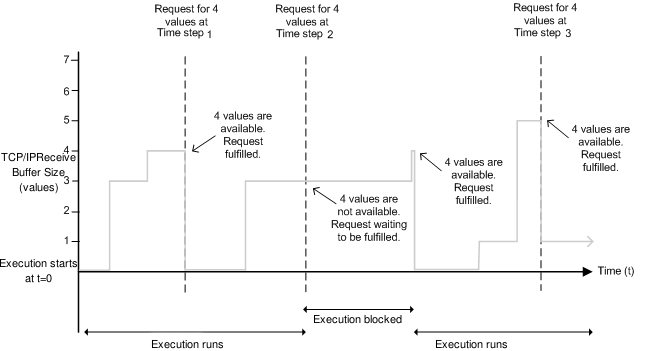 Request for 4
values at
Time step 1
Request for 4
values at
Time step 2
Request for 4
values at
Time step 3
7
6
5
4
3
2
1
TCP/IPReceive
Buffer Size
(values)
4 values are
available.
Request
fulfilled.
4 values are
not available.
Request waiting
to be fulfilled.
4 values are
available.
Request
fulfilled.
4 values are
available.
Request
fulfilled.
Execution starts
at t=0
Time (t)
Execution blocked
Execution runs
Execution runs